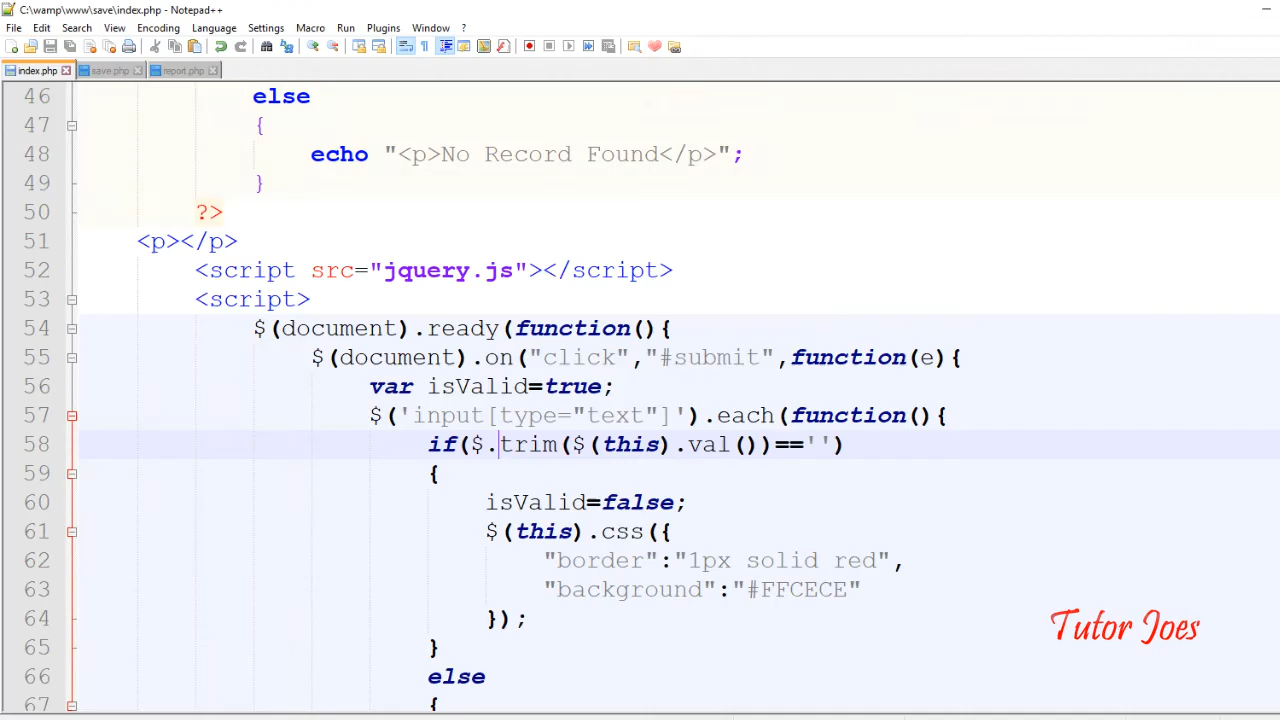 C:\wamp\www\save\index.php - Notepad++
File Edit Search View Encoding Language Settings Macro Run Plugins Window ?
index.php save.php report.php
46 else
47 {
48 echo "<p>No Record Found</p>";
49 }
50 ?>
51 <p></p>
52 <script src="jquery.js"></script>
53 <script>
54 $(document).ready(function(){
55 $(document).on("click","#submit",function(e){
56 var isValid=true;
57 $('input[type="text"]').each(function(){
58 if($.trim($(this).val())=='')
59 {
60 isValid=false;
61 $(this).css({
62 "border":"1px solid red",
63 "background":"#FFCECE"
64 });
65 }
66 else
67 {
Tutor Joes